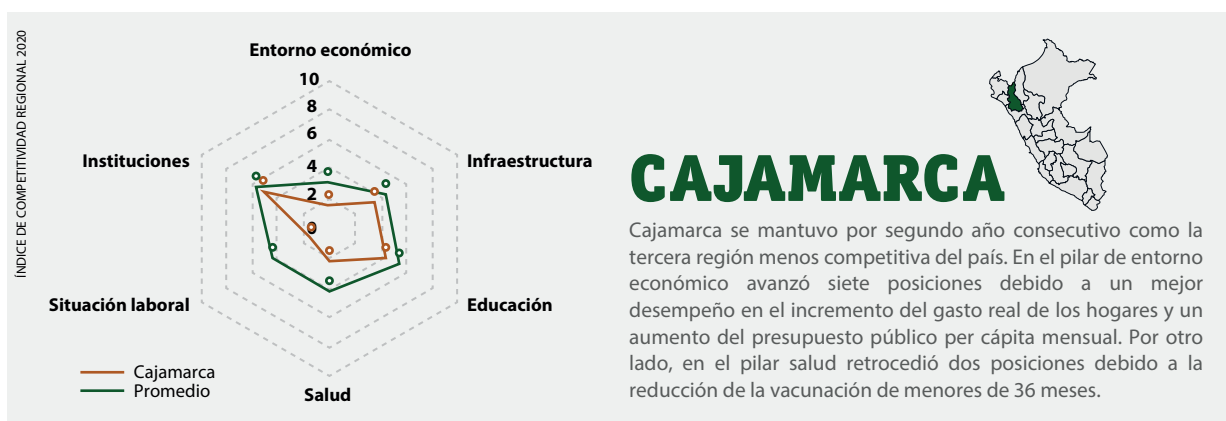 ÍNDICE DE COMPETITIVIDAD REGIONAL 2020
Entorno económico
10
8
6
4
2
0
Instituciones
Infraestructura
Situación laboral
Educación
Salud
Cajamarca
Promedio
CAJAMARCA
Cajamarca se mantuvo por segundo año consecutivo como la
tercera región menos competitiva del país. En el pilar de entorno
económico avanzó siete posiciones debido a un mejor
desempeño en el incremento del gasto real de los hogares y un
aumento del presupuesto público per cápita mensual. Por otro
lado, en el pilar salud retrocedió dos posiciones debido a la
reducción de la vacunación de menores de 36 meses.